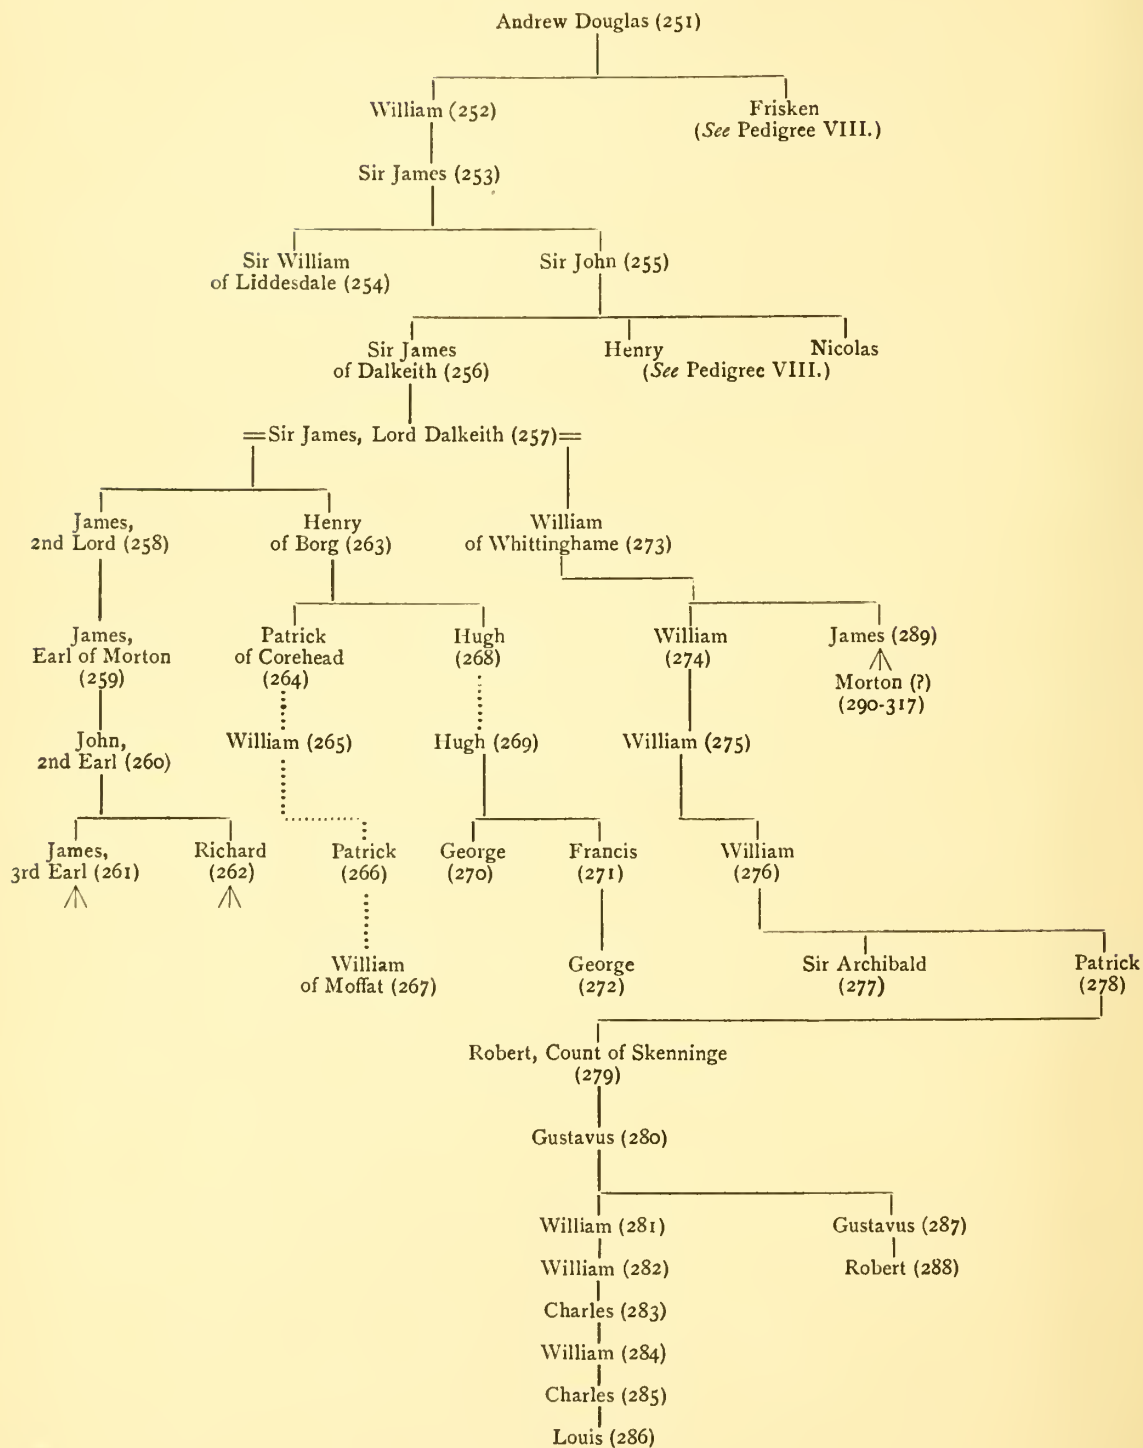 Andrew Douglas (251)
William (252)
Frisken
(See Pedigree VIII.)
Sir James (253)
Sir William
of Liddesdale (254)
Sir John (255)
Sir James
of Dalkeith (256)
Henry
Nicolas
(See Pedigree VIII.)
=Sir James, Lord Dalkeith (257)=
James,
2nd Lord (258)
Henry
of Borg (263)
William
of Whittinghame (273)
James,
Earl of Morton
(259)
Patrick
of Corehead
(264)
Hugh
(268)
William
(274)
James (289)
Morton (?)
(290-317)
John,
2nd Earl (260)
William (265)
Hugh (269)
William (275)
James,
3rd Earl (261)
Richard
(262)
Patrick
(266)
George
(270)
Francis
(271)
William
(276)
William
of Moffat (267)
George
(272)
Sir Archibald
(277)
Patrick
(278)
Robert, Count of Skenninge
(279)
Gustavus (280)
William (281)
Gustavus (287)
William (282)
Robert (288)
Charles (283)
William (284)
Charles (285)
Louis (286)